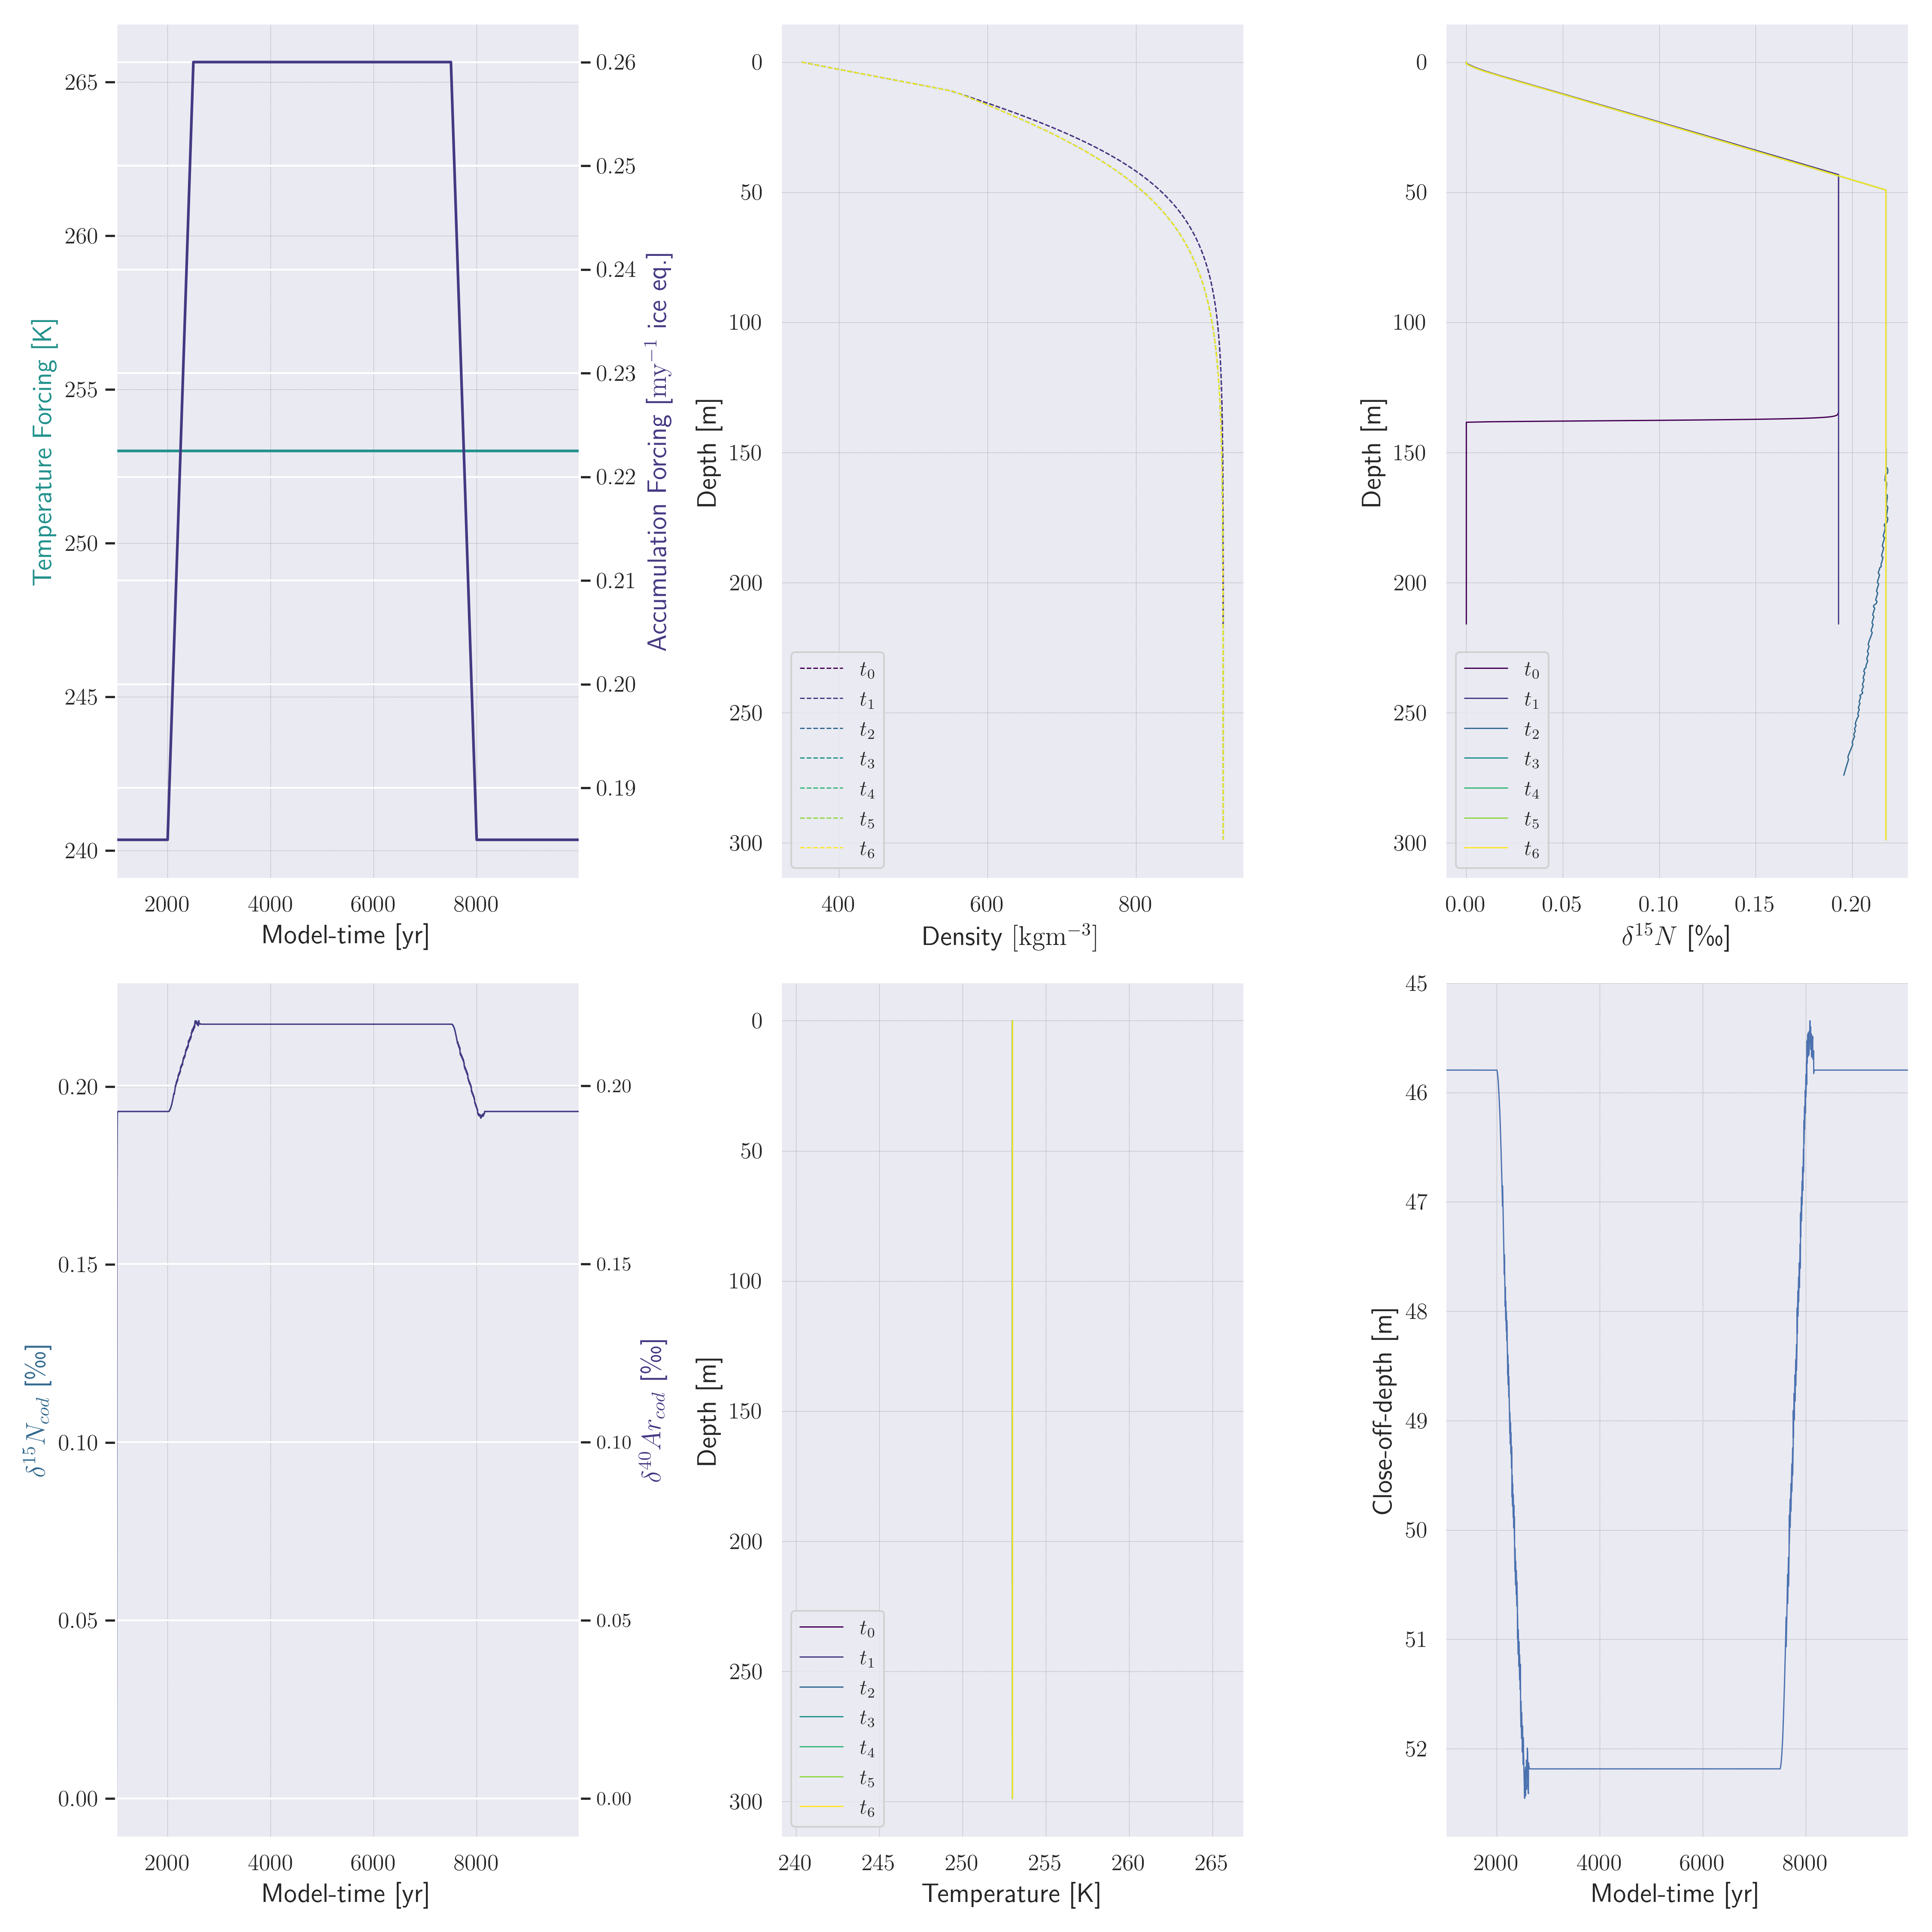 Temperature Forcing [K]
265
260
255
250
245
240
2000 4000 6000 8000
Model-time [yr]
0.26
0.25
0.24
0.23
0.22
0.21
0.20
0.19
Accumulation Forcing [my⁻¹ ice eq.]
Depth [m]
0
50
100
150
200
250
300
t₀
t₁
t₂
t₃
t₄
t₅
t₆
400 600 800
Density [kgm⁻³]
Depth [m]
0
50
100
150
200
250
300
t₀
t₁
t₂
t₃
t₄
t₅
t₆
0.00 0.05 0.10 0.15 0.20
δ¹⁵N [‰]
δ¹⁵N_cod [‰]
0.20
0.15
0.10
0.05
0.00
2000 4000 6000 8000
Model-time [yr]
0.20
0.15
0.10
0.05
0.00
δ⁴⁰Ar_cod [‰]
Depth [m]
0
50
100
150
200
250
300
t₀
t₁
t₂
t₃
t₄
t₅
t₆
240 245 250 255 260 265
Temperature [K]
Close-off-depth [m]
45
46
47
48
49
50
51
52
2000 4000 6000 8000
Model-time [yr]